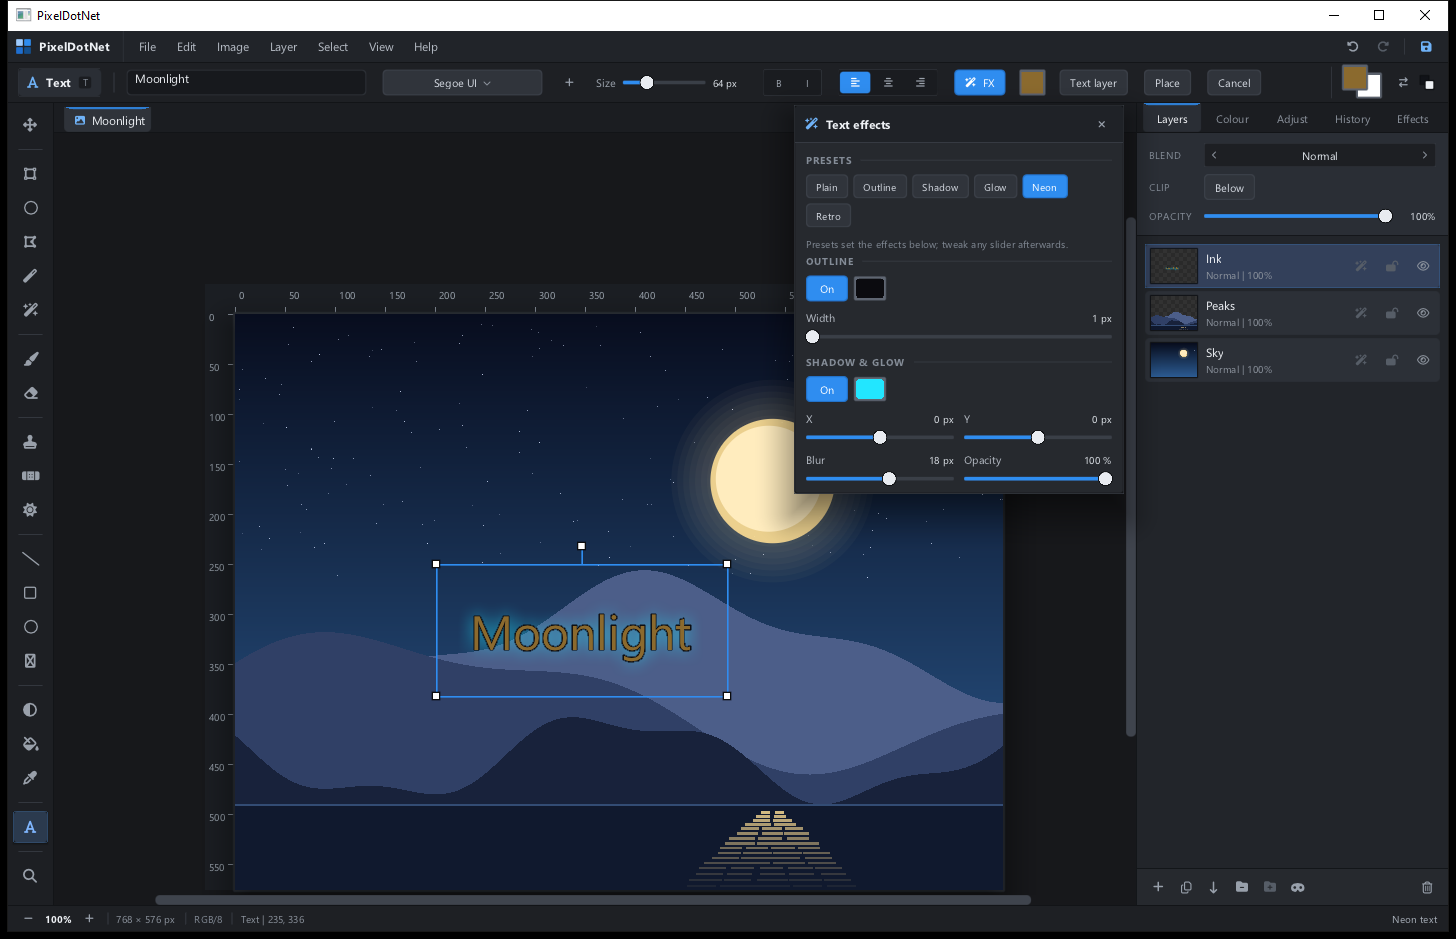 PixelDotNet
PixelDotNet File Edit Image Layer Select View Help
A Text T Moonlight Segoe UI Size 64 px B I FX Text layer Place Cancel
Moonlight
Text effects
PRESETS
Plain Outline Shadow Glow Neon
Retro
Presets set the effects below; tweak any slider afterwards.
OUTLINE
On
Width 1 px
SHADOW & GLOW
On
X 0 px Y 0 px
Blur 18 px Opacity 100 %
Layers Colour Adjust History Effects
BLEND Normal
CLIP Below
OPACITY 100%
Ink
Normal | 100%
Peaks
Normal | 100%
Sky
Normal | 100%
0 50 100 150 200 250 300 350 400 450 500
0
50
100
150
200
250
300
350
400
450
500
550
Moonlight
A
100% 768 × 576 px RGB/8 Text | 235, 336 Neon text